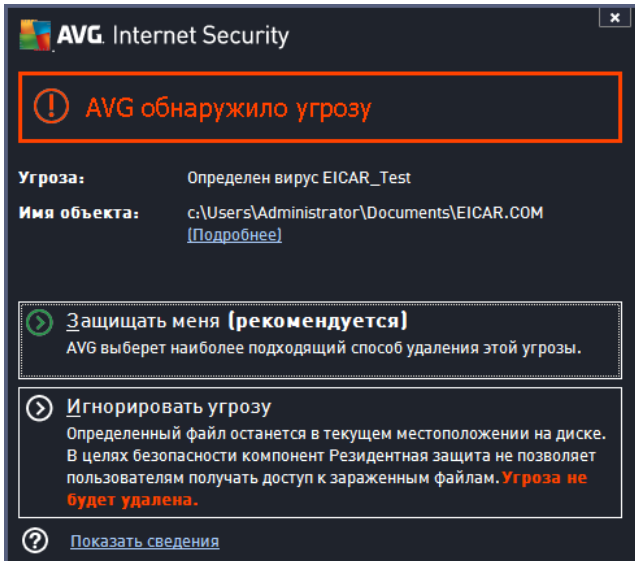 AVG. Internet Security
AVG обнаружило угрозу
Угроза: Определен вирус EICAR_Test
Имя объекта: c:\Users\Administrator\Documents\EICAR.COM
(Подробнее)
Защищать меня (рекомендуется)
AVG выберет наиболее подходящий способ удаления этой угрозы.
Игнорировать угрозу
Определенный файл останется в текущем местоположении на диске.
В целях безопасности компонент Резидентная защита не позволяет
пользователям получать доступ к зараженным файлам. Угроза не
будет удалена.
Показать сведения